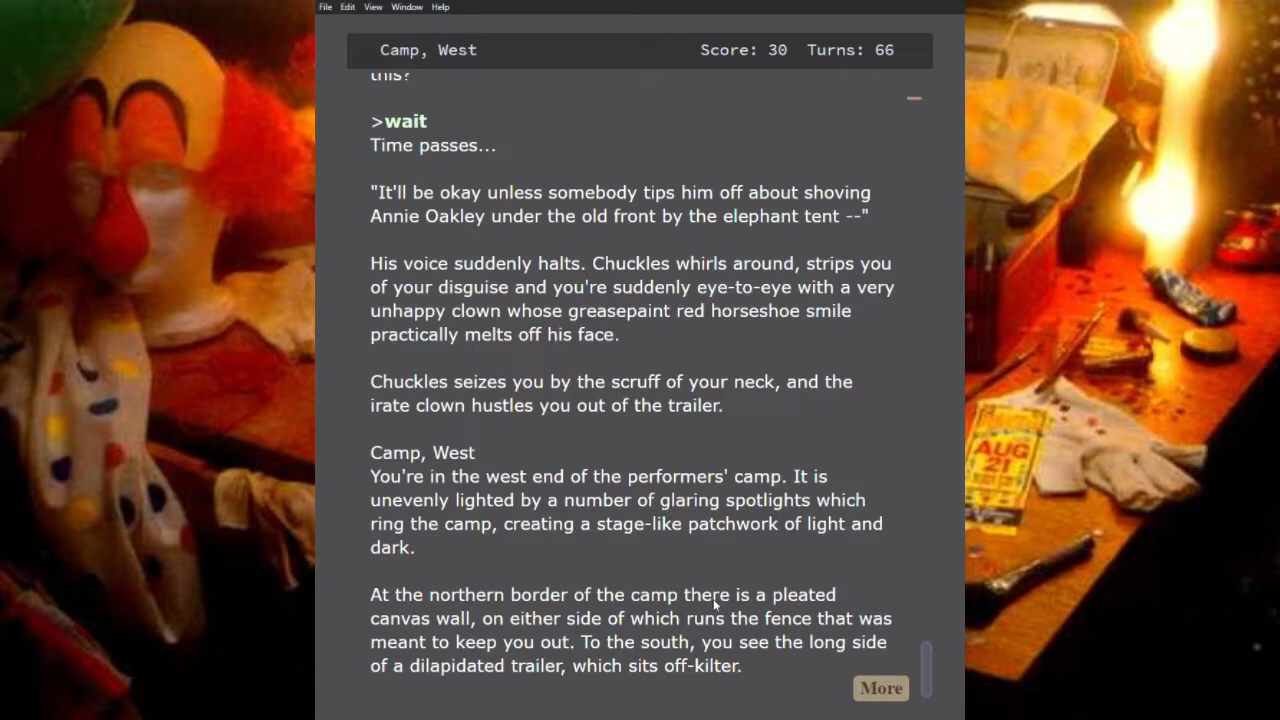 File Edit View Window Help
Camp, West Score: 30 Turns: 66
this?
>wait
Time passes...
"It'll be okay unless somebody tips him off about shoving
Annie Oakley under the old front by the elephant tent --"
His voice suddenly halts. Chuckles whirls around, strips you
of your disguise and you're suddenly eye-to-eye with a very
unhappy clown whose greasepaint red horseshoe smile
practically melts off his face.
Chuckles seizes you by the scruff of your neck, and the
irate clown hustles you out of the trailer.
Camp, West
You're in the west end of the performers' camp. It is
unevenly lighted by a number of glaring spotlights which
ring the camp, creating a stage-like patchwork of light and
dark.
At the northern border of the camp there is a pleated
canvas wall, on either side of which runs the fence that was
meant to keep you out. To the south, you see the long side
of a dilapidated trailer, which sits off-kilter.
More
AUG
21